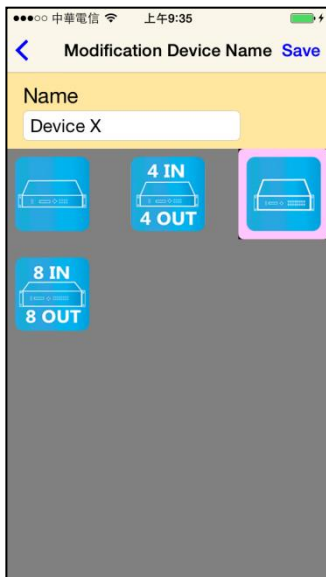 中華電信 上午9:35
Modification Device Name Save
Name
Device X
4 IN
4 OUT
8 IN
8 OUT